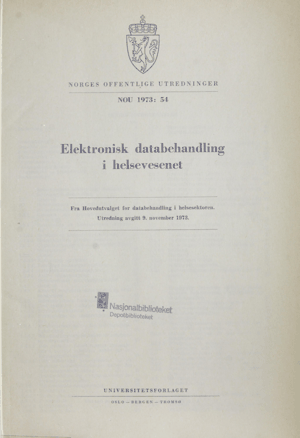 NORGES OFFENTLIGE UTREDNINGER
NOU 1973: 54
Elektronisk databehandling
i helsevesenet
Fra Hovedutvalget for databehandling i helsesektoren.
Utredning avgitt 9. november 1973.
Nasjonalbiblioteket
Depotbiblioteket
UNIVERSITETSFORLAGET
OSLO - BERGEN - TROMSØ